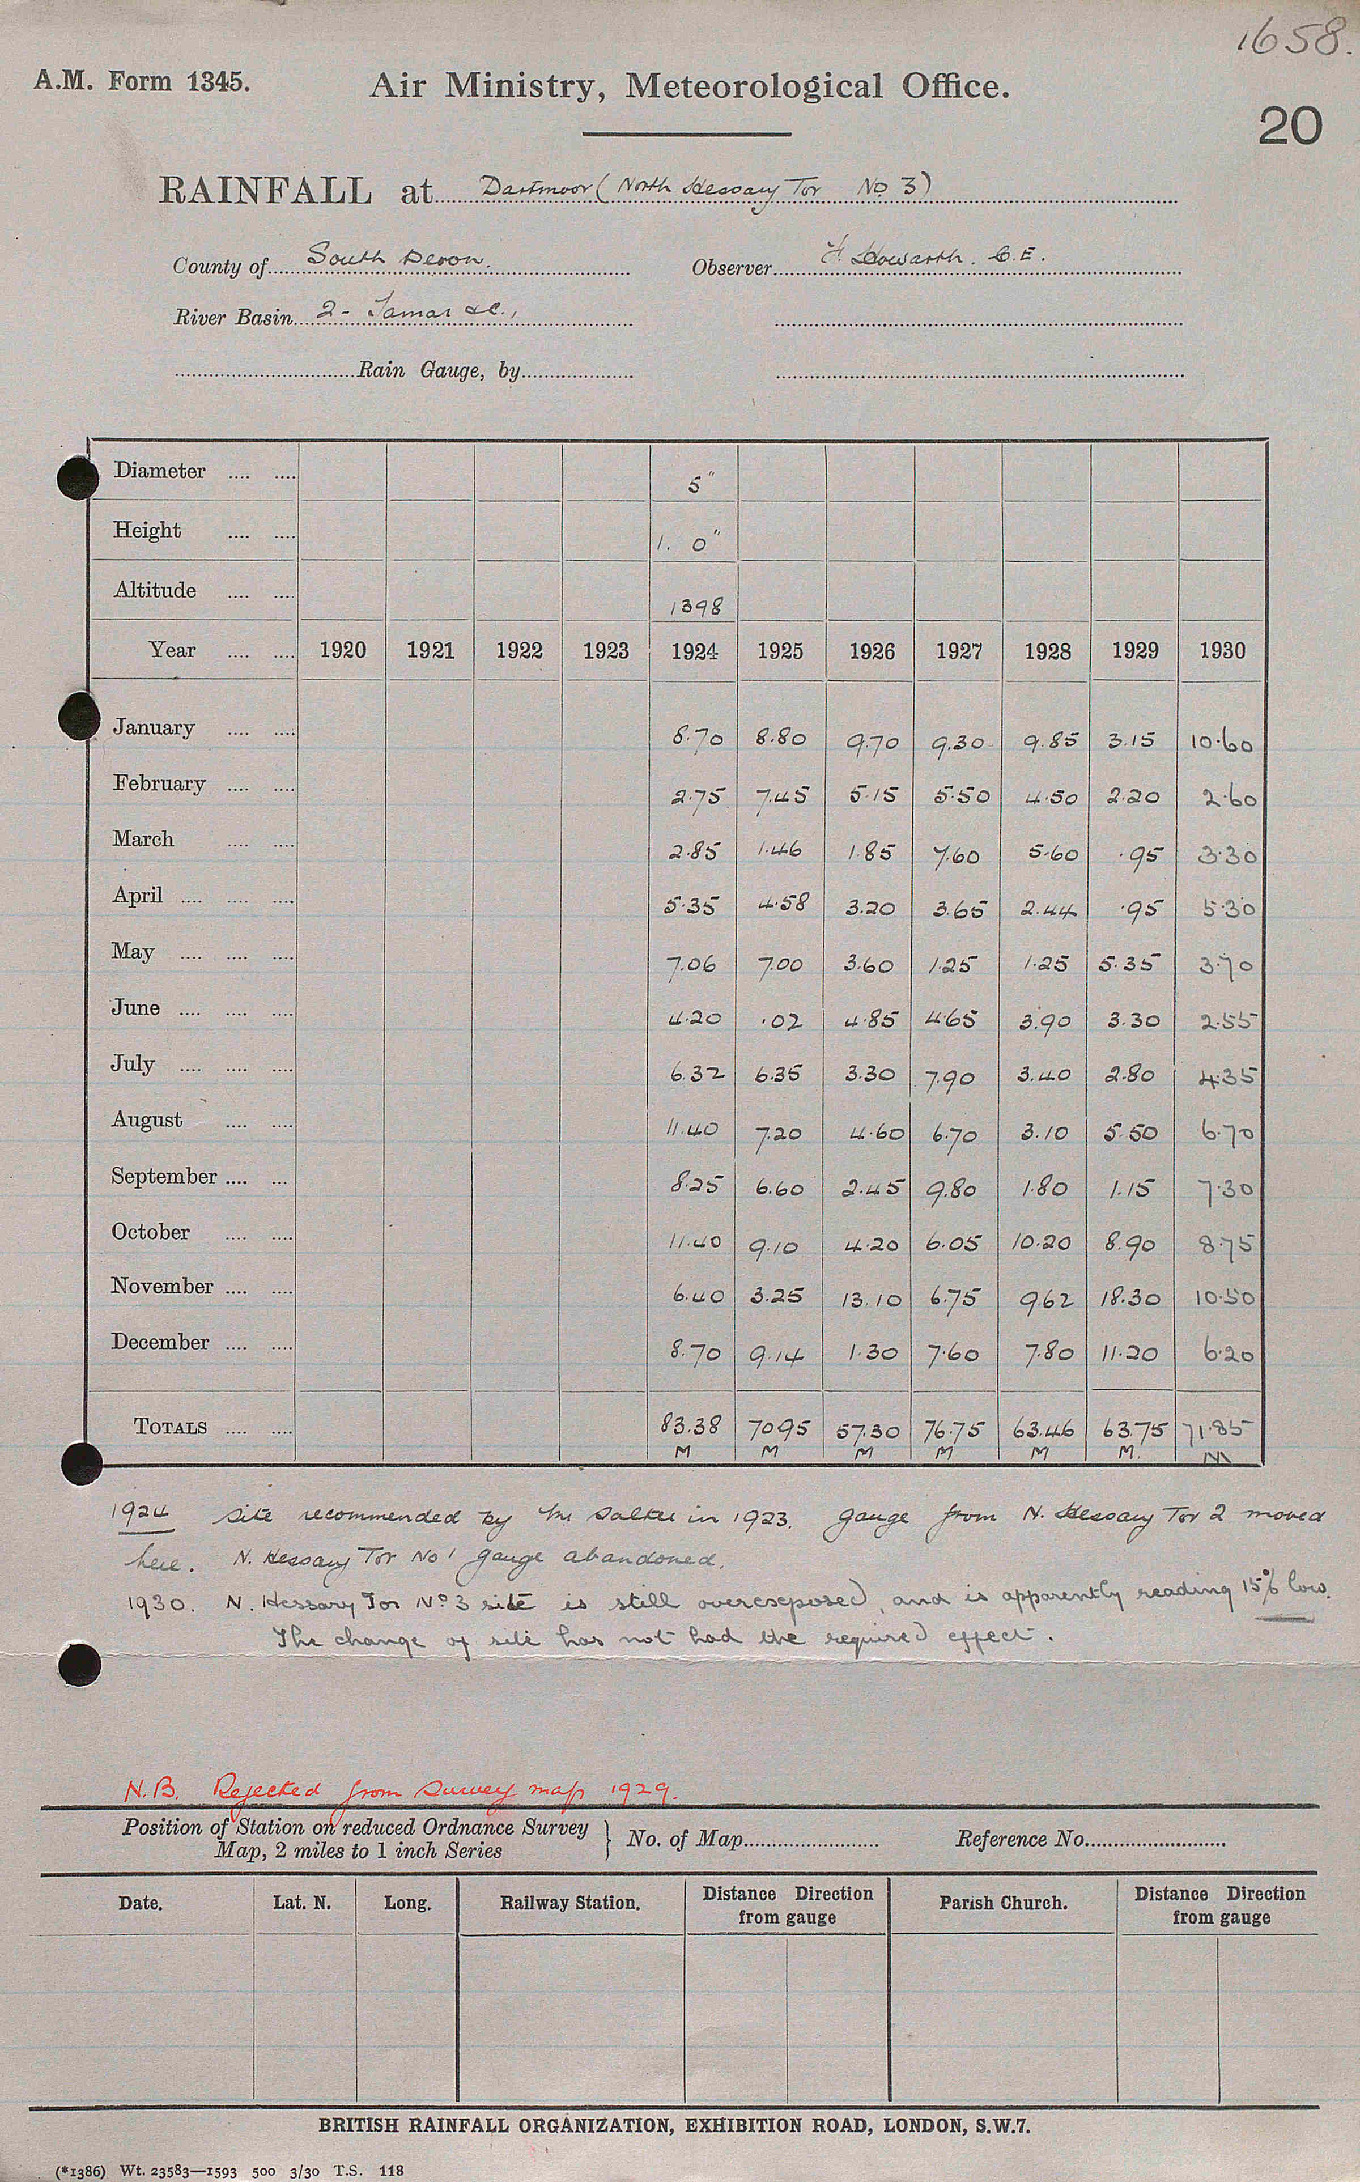 1658.
A.M. Form 1345. Air Ministry, Meteorological Office.
20
RAINFALL at Dartmoor (North Hessary Tor No 3)
County of South Devon. Observer F Howarth. C.E.
River Basin 2 - Tamar &c.,
Rain Gauge, by
Diameter .... .... 5"
Height .... .... 1. 0"
Altitude .... .... 1398
Year .... .... 1920 1921 1922 1923 1924 1925 1926 1927 1928 1929 1930
January .... .... 8.70 8.80 9.70 9.30 9.85 3.15 10.60
February .... .... 2.75 7.45 5.15 5.50 4.50 2.20 2.60
March .... .... 2.85 1.46 1.85 7.60 5.60 .95 3.30
April .... .... .... 5.35 4.58 3.20 3.65 2.44 .95 5.30
May .... .... .... 7.06 7.00 3.60 1.25 1.25 5.35 3.70
June .... .... .... 4.20 .02 4.85 4.65 3.90 3.30 2.55
July .... .... .... 6.32 6.35 3.30 7.90 3.40 2.80 4.35
August .... .... 11.40 7.20 4.60 6.70 3.10 5.50 6.70
September .... ... 8.25 6.60 2.45 9.80 1.80 1.15 7.30
October .... .... 11.40 9.10 4.20 6.05 10.20 8.90 8.75
November .... .... 6.40 3.25 13.10 6.75 962 18.30 10.50
December .... .... 8.70 9.14 1.30 7.60 7.80 11.20 6.20
TOTALS .... .... 83.38 70.95 57.30 76.75 63.46 63.75 71.85
M M M M M M. M
1924 Site recommended by Mr Salter in 1923. Gauge from N. Hessary Tor 2 moved
here. N. Hessary Tor No 1 gauge abandoned.
1930. N. Hessary Tor No 3 site is still overexposed, and is apparently reading 15% low.
The change of site has not had the required effect.
N.B. Rejected from Survey map 1929.
Position of Station on reduced Ordnance Survey
Map, 2 miles to 1 inch Series } No. of Map Reference No.
Date. Lat. N. Long. Railway Station. Distance Direction from gauge Parish Church. Distance Direction from gauge
BRITISH RAINFALL ORGANIZATION, EXHIBITION ROAD, LONDON, S.W.7.
(*1386) Wt. 23583—1593 500 3/30 T.S. 118